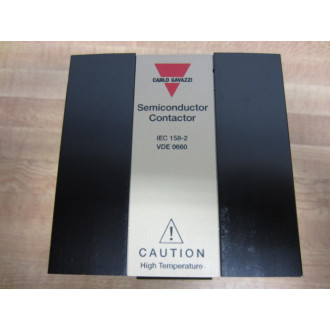 CARLO GAVAZZI
Semiconductor
Contactor
IEC 158-2
VDE 0660
!
CAUTION
High Temperature